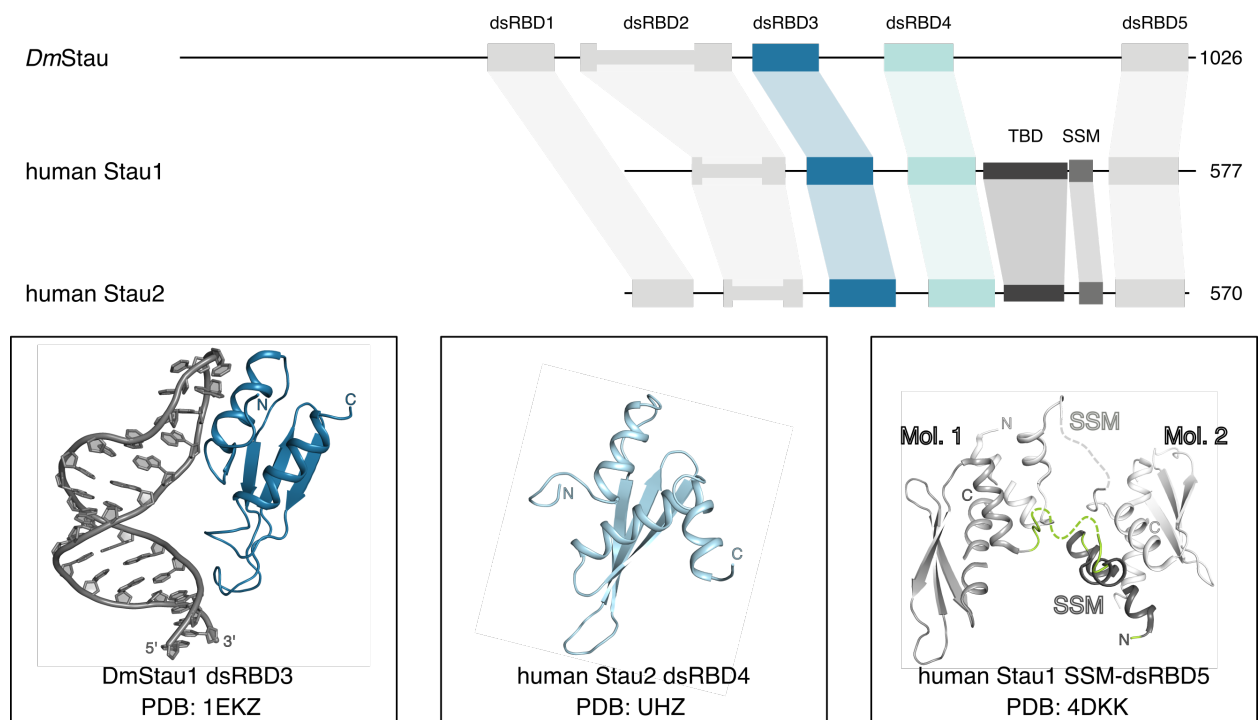 dsRBD1 dsRBD2 dsRBD3 dsRBD4 dsRBD5
DmStau 1026
TBD SSM
human Stau1 577
human Stau2 570
N C
5' 3'
DmStau1 dsRBD3
PDB: 1EKZ
N
C
human Stau2 dsRBD4
PDB: UHZ
Mol. 1 N SSM Mol. 2
C C
SSM
N
human Stau1 SSM-dsRBD5
PDB: 4DKK